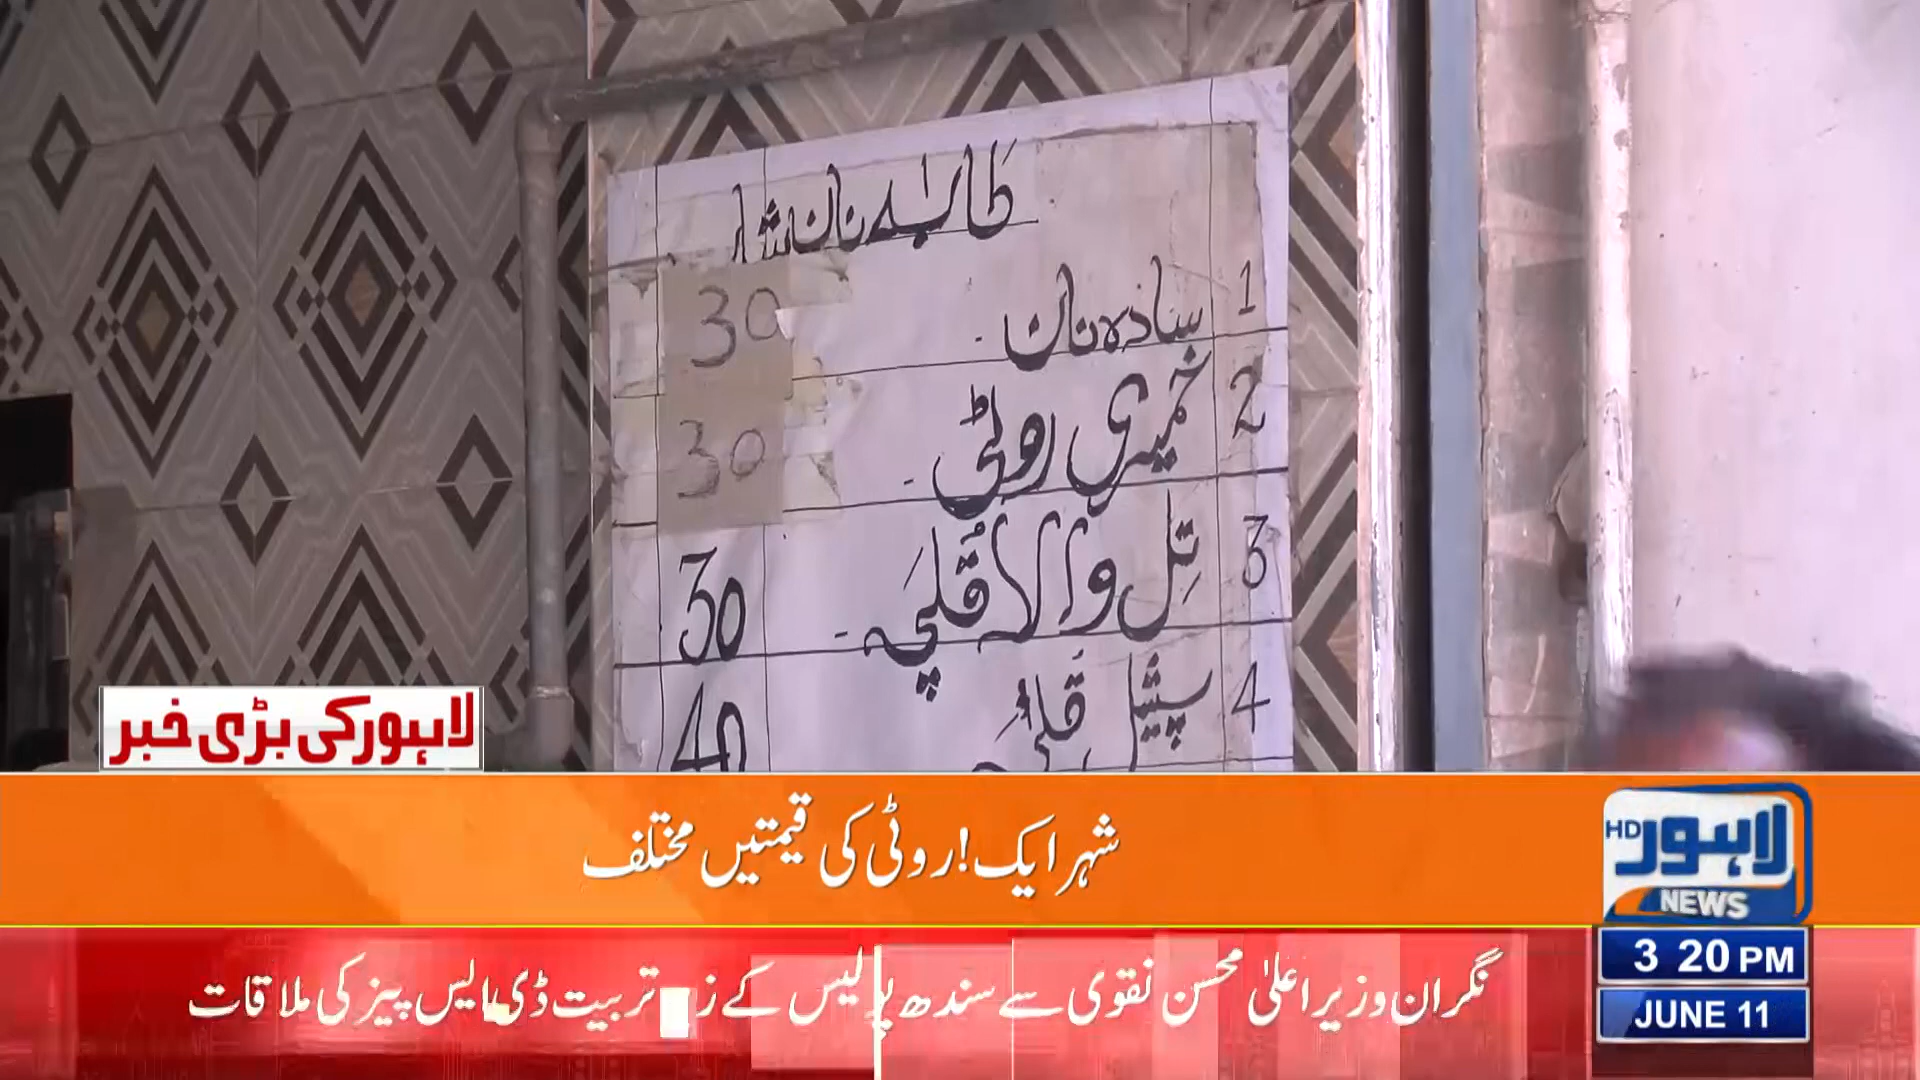 طاہر نان شاپ
1 سادہ نان - 30
2 خمیری روٹی - 30
3 تِل والا قُلچَہ - 30
4 سپیشل قلچہ 40
لاہور کی بڑی خبر
شہر ایک! روٹی کی قیمتیں مختلف
HD لاہور
NEWS
3 20 PM
نگران وزیراعلیٰ محسن نقوی سے سندھ پولیس کے زیر تربیت ڈی ایس پیز کی ملاقات
JUNE 11